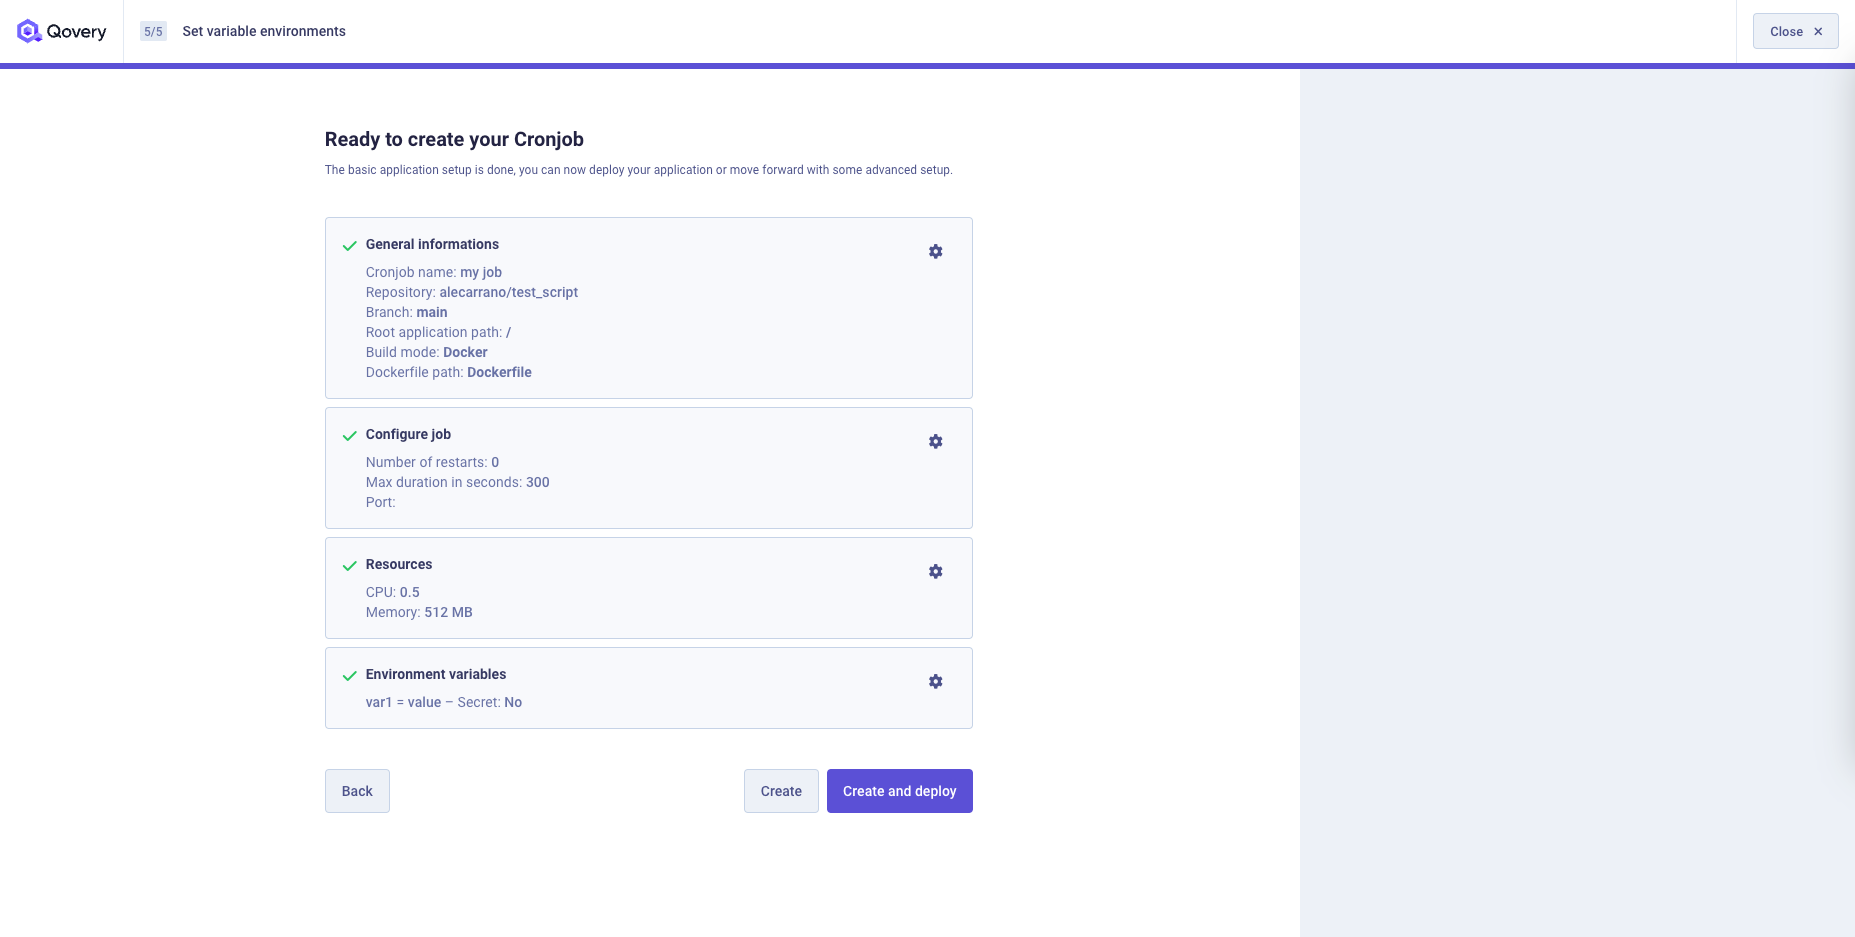 Qovery
5/5
Set variable environments
Close
Ready to create your Cronjob
The basic application setup is done, you can now deploy your application or move forward with some advanced setup.
General informations
Cronjob name: my job
Repository: alecarrano/test_script
Branch: main
Root application path: /
Build mode: Docker
Dockerfile path: Dockerfile
Configure job
Number of restarts: 0
Max duration in seconds: 300
Port:
Resources
CPU: 0.5
Memory: 512 MB
Environment variables
var1 = value – Secret: No
Back
Create
Create and deploy